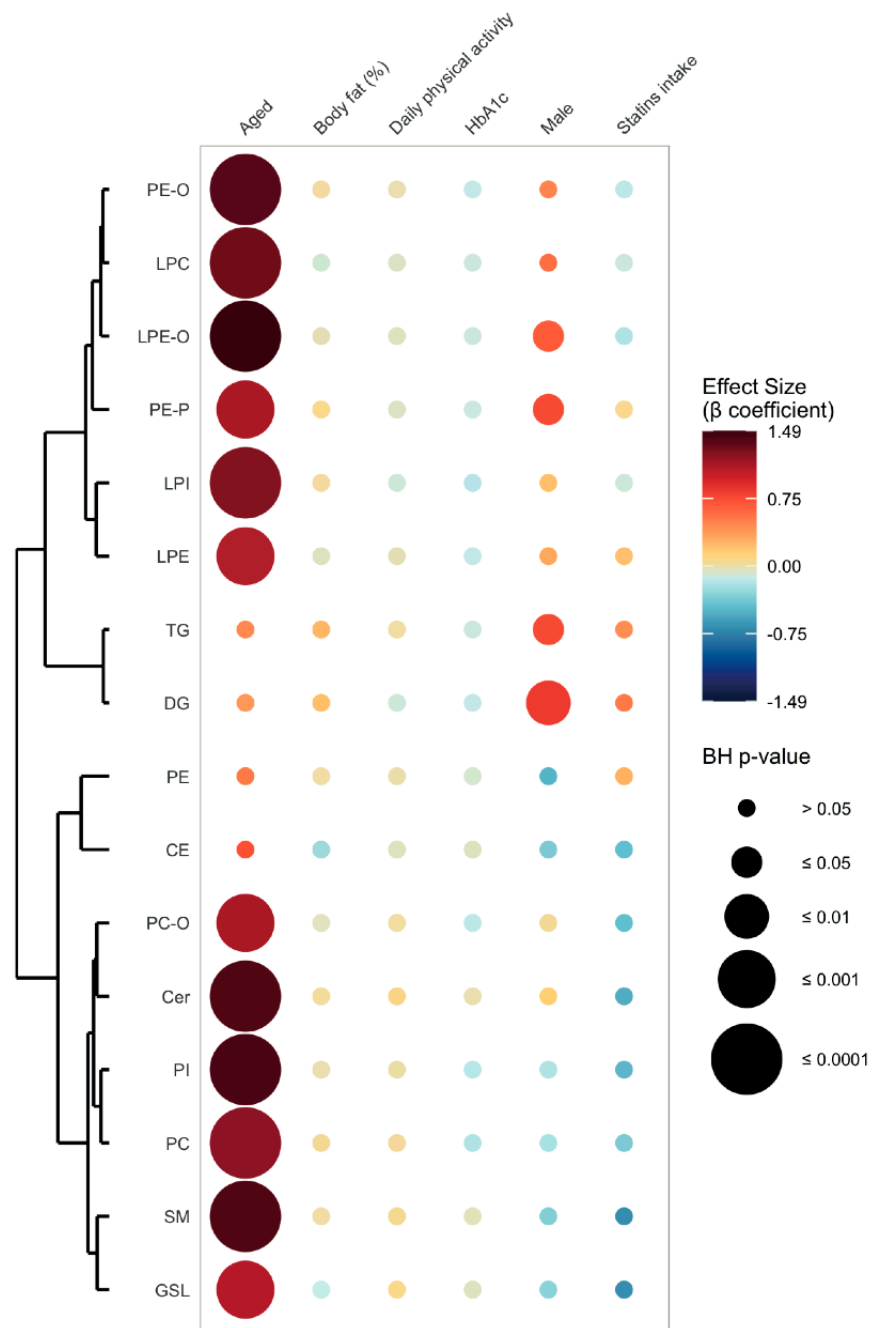 Aged
Body fat (%)
Daily physical activity
HbA1c
Male
Statins intake
PE-O
LPC
LPE-O
PE-P
LPI
LPE
TG
DG
PE
CE
PC-O
Cer
PI
PC
SM
GSL
Effect Size
(β coefficient)
1.49
0.75
0.00
-0.75
-1.49
BH p-value
> 0.05
≤ 0.05
≤ 0.01
≤ 0.001
≤ 0.0001